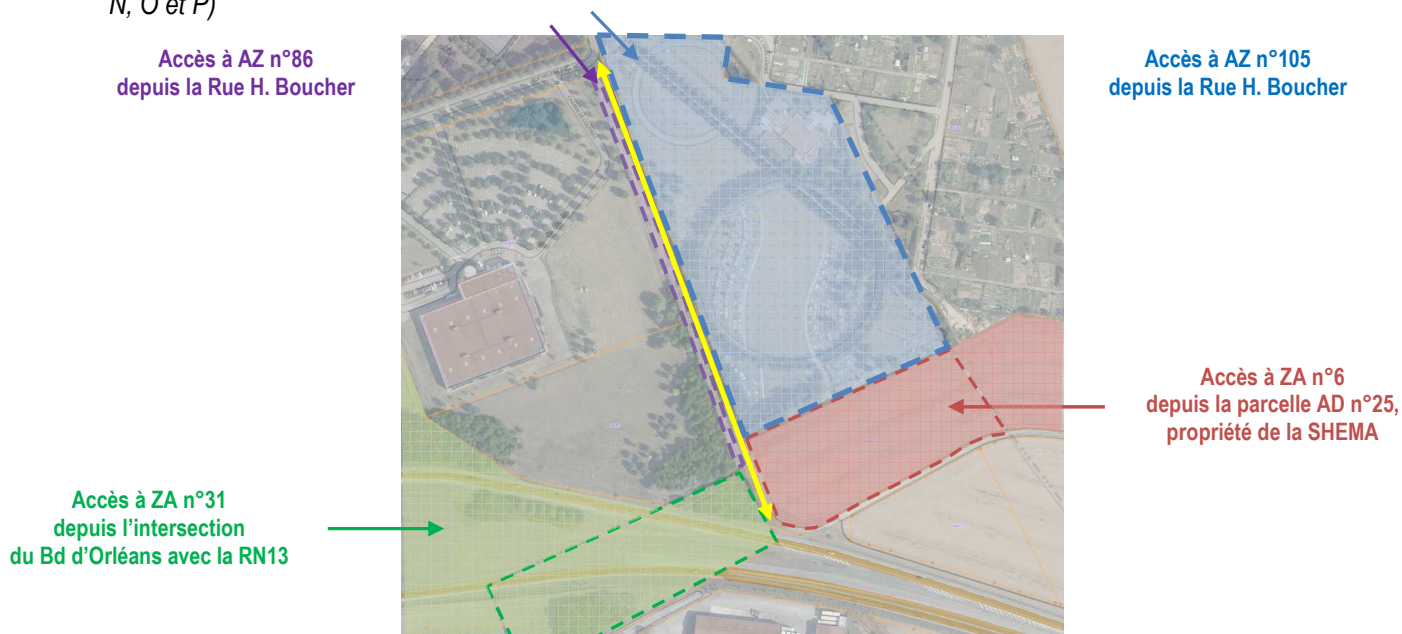 N, O et P)
Accès à AZ n°86
depuis la Rue H. Boucher
Accès à AZ n°105
depuis la Rue H. Boucher
Accès à ZA n°6
depuis la parcelle AD n°25,
propriété de la SHEMA
Accès à ZA n°31
depuis l’intersection
du Bd d’Orléans avec la RN13